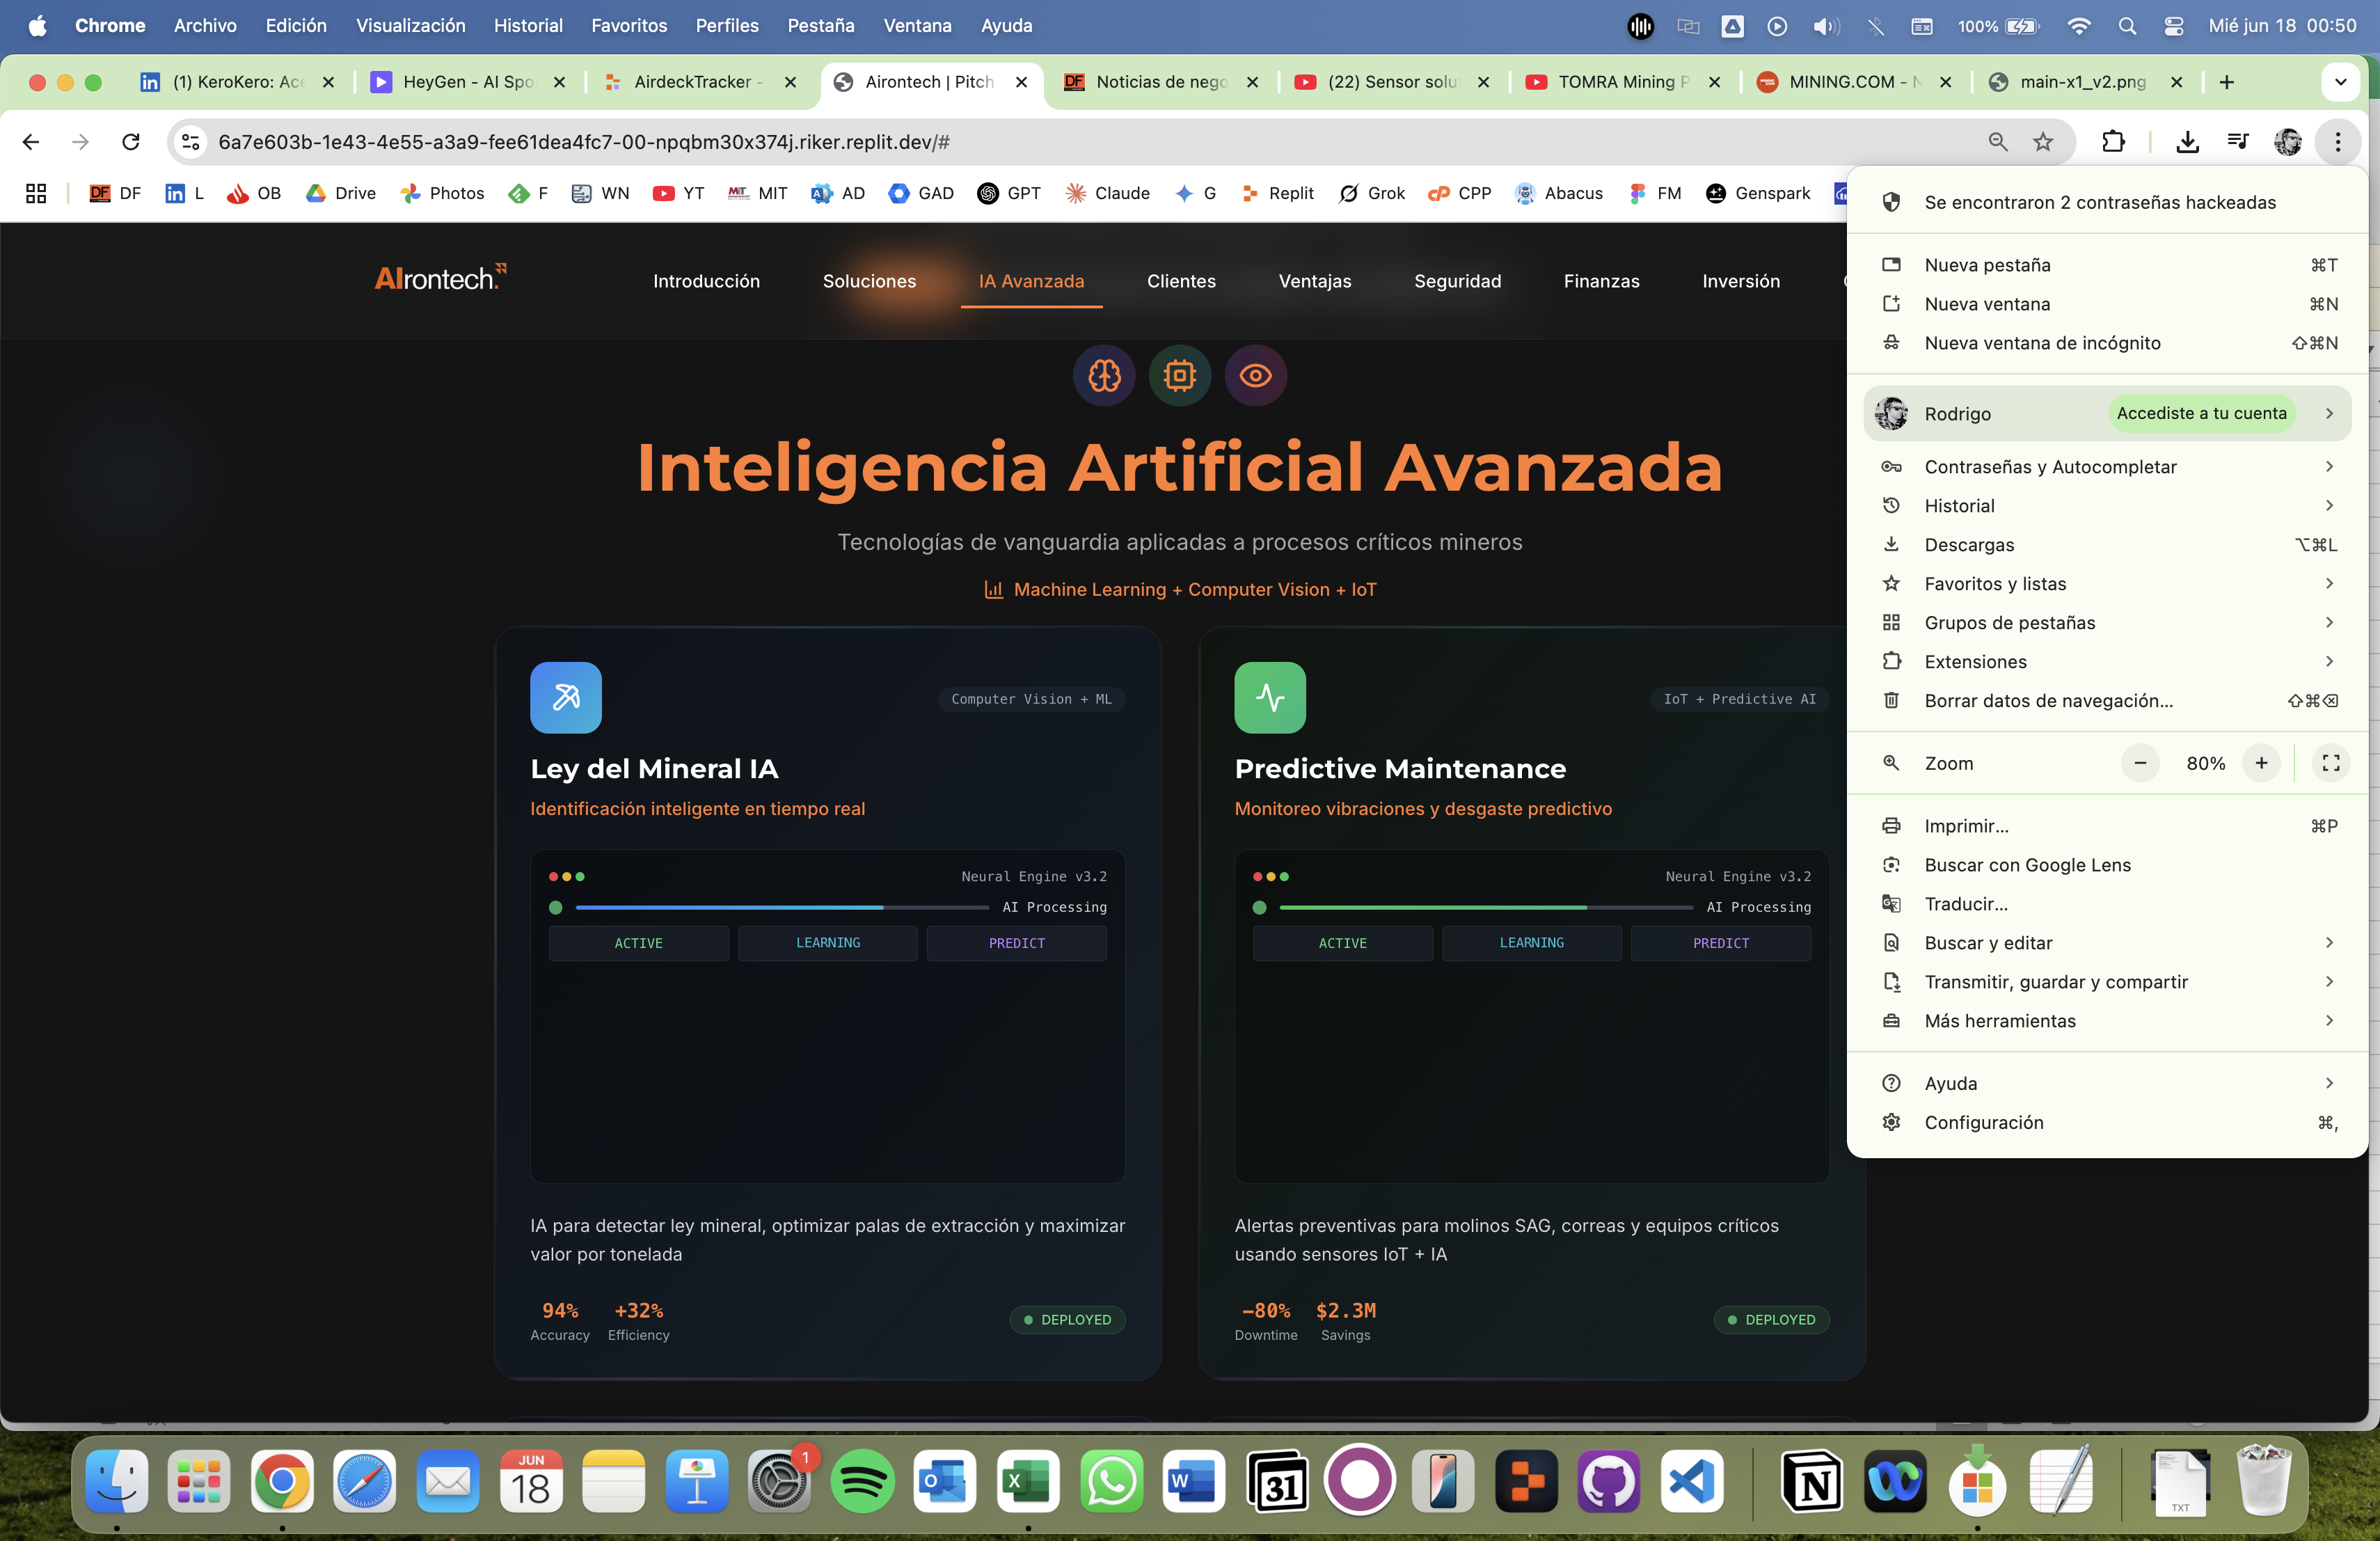 Chrome Archivo Edición Visualización Historial Favoritos Perfiles Pestaña Ventana Ayuda 100% Mié jun 18 00:50
(1) KeroKero: Ace HeyGen - AI Spo AirdeckTracker - Airontech | Pitch Noticias de nego (22) Sensor solu TOMRA Mining P MINING.COM - N main-x1_v2.png
6a7e603b-1e43-4e55-a3a9-fee61dea4fc7-00-npqbm30x374j.riker.replit.dev/#
DF L OB Drive Photos F WN YT MIT AD GAD GPT Claude G Replit Grok CPP Abacus FM Genspark
AIrontech. Introducción Soluciones IA Avanzada Clientes Ventajas Seguridad Finanzas Inversión
Inteligencia Artificial Avanzada
Tecnologías de vanguardia aplicadas a procesos críticos mineros
Machine Learning + Computer Vision + IoT
Computer Vision + ML
Ley del Mineral IA
Identificación inteligente en tiempo real
Neural Engine v3.2
AI Processing
ACTIVE LEARNING PREDICT
IA para detectar ley mineral, optimizar palas de extracción y maximizar
valor por tonelada
94% +32%
Accuracy Efficiency
DEPLOYED
IoT + Predictive AI
Predictive Maintenance
Monitoreo vibraciones y desgaste predictivo
Neural Engine v3.2
AI Processing
ACTIVE LEARNING PREDICT
Alertas preventivas para molinos SAG, correas y equipos críticos
usando sensores IoT + IA
-80% $2.3M
Downtime Savings
DEPLOYED
Se encontraron 2 contraseñas hackeadas
Nueva pestaña ⌘T
Nueva ventana ⌘N
Nueva ventana de incógnito ⇧⌘N
Rodrigo Accediste a tu cuenta
Contraseñas y Autocompletar
Historial
Descargas ⌥⌘L
Favoritos y listas
Grupos de pestañas
Extensiones
Borrar datos de navegación... ⇧⌘⌫
Zoom − 80% +
Imprimir... ⌘P
Buscar con Google Lens
Traducir...
Buscar y editar
Transmitir, guardar y compartir
Más herramientas
Ayuda
Configuración ⌘,
JUN
18
1
31
TXT